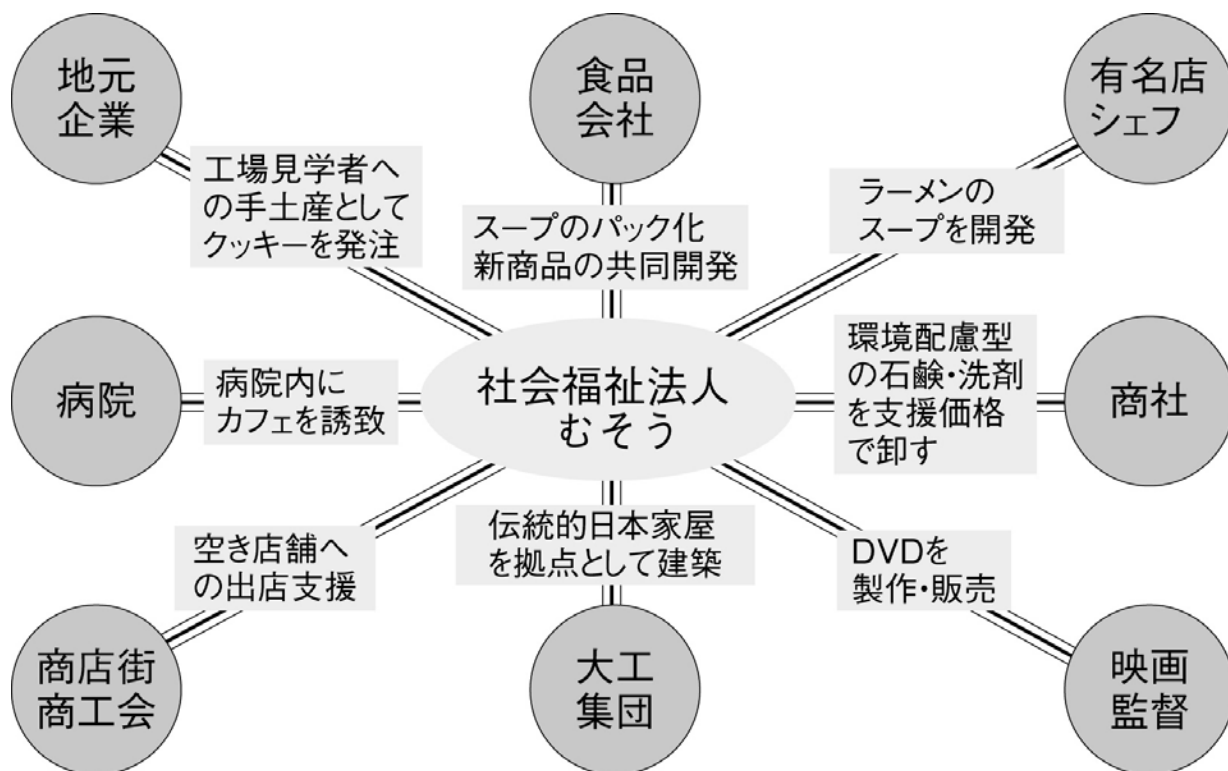 地元
企業
食品
会社
有名店
シェフ
工場見学者へ
の手土産として
クッキーを発注
スープのパック化
新商品の共同開発
ラーメンの
スープを開発
病院
病院内に
カフェを誘致
社会福祉法人
むそう
環境配慮型
の石鹸・洗剤
を支援価格
で卸す
商社
空き店舗へ
の出店支援
伝統的日本家屋
を拠点として建築
DVDを
製作・販売
商店街
商工会
大工
集団
映画
監督